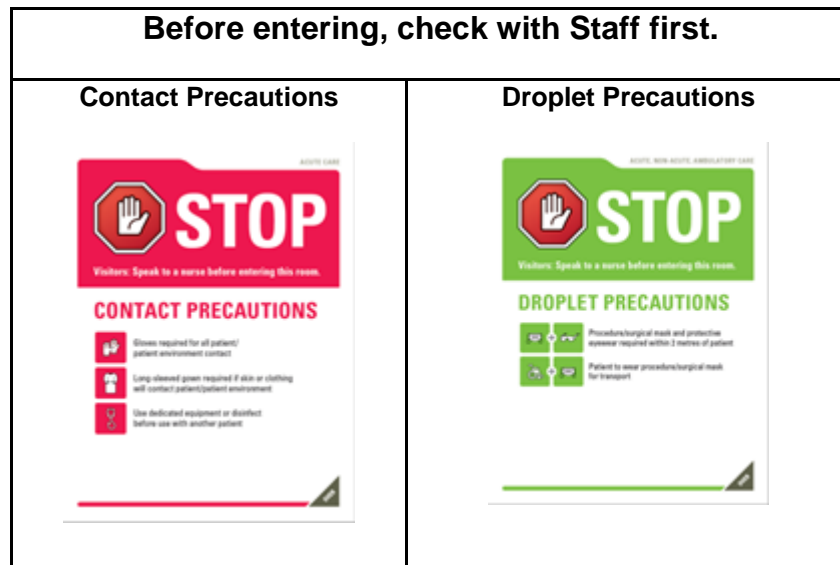 Before entering, check with Staff first.
Contact Precautions
ACUTE CARE
STOP
Visitors: Speak to a nurse before entering this room.
CONTACT PRECAUTIONS
Gloves required for all patient/
patient environment contact
Long-sleeved gown required if skin or clothing
will contact patient/patient environment
Use dedicated equipment or disinfect
before use with another patient
Droplet Precautions
ACUTE, NON-ACUTE, AMBULATORY CARE
STOP
Visitors: Speak to a nurse before entering this room.
DROPLET PRECAUTIONS
Procedure/surgical mask and protective
eyewear required within 2 metres of patient
Patient to wear procedure/surgical mask
for transport